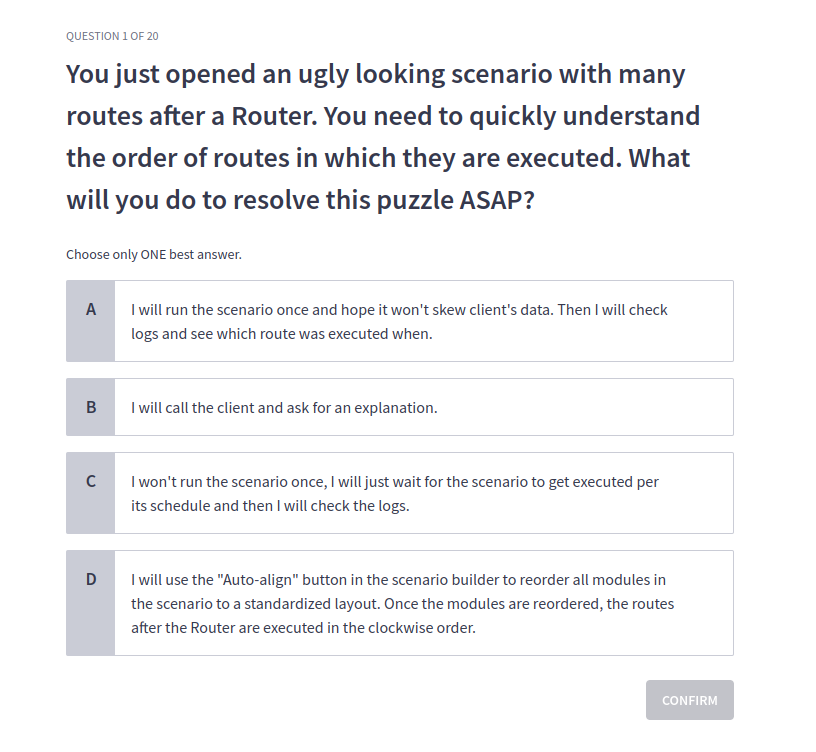 QUESTION 1 OF 20
You just opened an ugly looking scenario with many
routes after a Router. You need to quickly understand
the order of routes in which they are executed. What
will you do to resolve this puzzle ASAP?
Choose only ONE best answer.
A
I will run the scenario once and hope it won't skew client's data. Then I will check
logs and see which route was executed when.
B
I will call the client and ask for an explanation.
C
I won't run the scenario once, I will just wait for the scenario to get executed per
its schedule and then I will check the logs.
D
I will use the "Auto-align" button in the scenario builder to reorder all modules in
the scenario to a standardized layout. Once the modules are reordered, the routes
after the Router are executed in the clockwise order.
CONFIRM